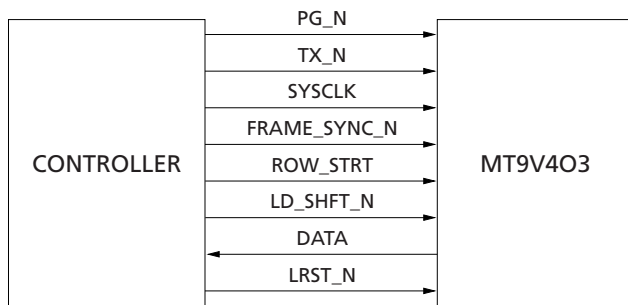 PG_N
TX_N
SYSCLK
FRAME_SYNC_N
CONTROLLER
ROW_STRT
MT9V4O3
LD_SHFT_N
DATA
LRST_N